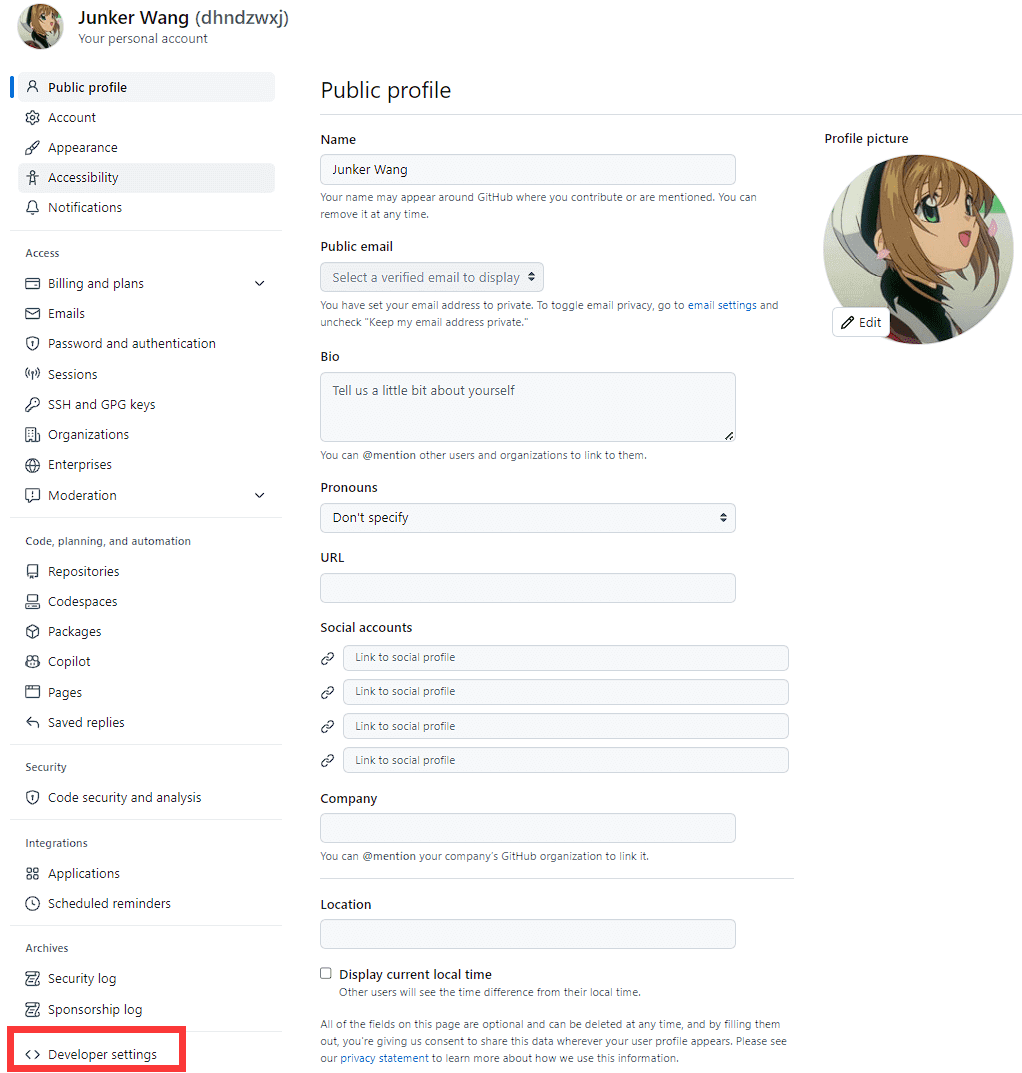 Junker Wang (dhndzwxj)
Your personal account
Public profile
Account
Appearance
Accessibility
Notifications
Access
Billing and plans
Emails
Password and authentication
Sessions
SSH and GPG keys
Organizations
Enterprises
Moderation
Code, planning, and automation
Repositories
Codespaces
Packages
Copilot
Pages
Saved replies
Security
Code security and analysis
Integrations
Applications
Scheduled reminders
Archives
Security log
Sponsorship log
Developer settings
Public profile
Name
Junker Wang
Your name may appear around GitHub where you contribute or are mentioned. You can
remove it at any time.
Public email
Select a verified email to display
You have set your email address to private. To toggle email privacy, go to email settings and
uncheck "Keep my email address private."
Bio
Tell us a little bit about yourself
You can @mention other users and organizations to link to them.
Pronouns
Don't specify
URL
Social accounts
Link to social profile
Link to social profile
Link to social profile
Link to social profile
Company
You can @mention your company's GitHub organization to link it.
Location
Display current local time
Other users will see the time difference from their local time.
All of the fields on this page are optional and can be deleted at any time, and by filling them
out, you're giving us consent to share this data wherever your user profile appears. Please see
our privacy statement to learn more about how we use this information.
Profile picture
Edit